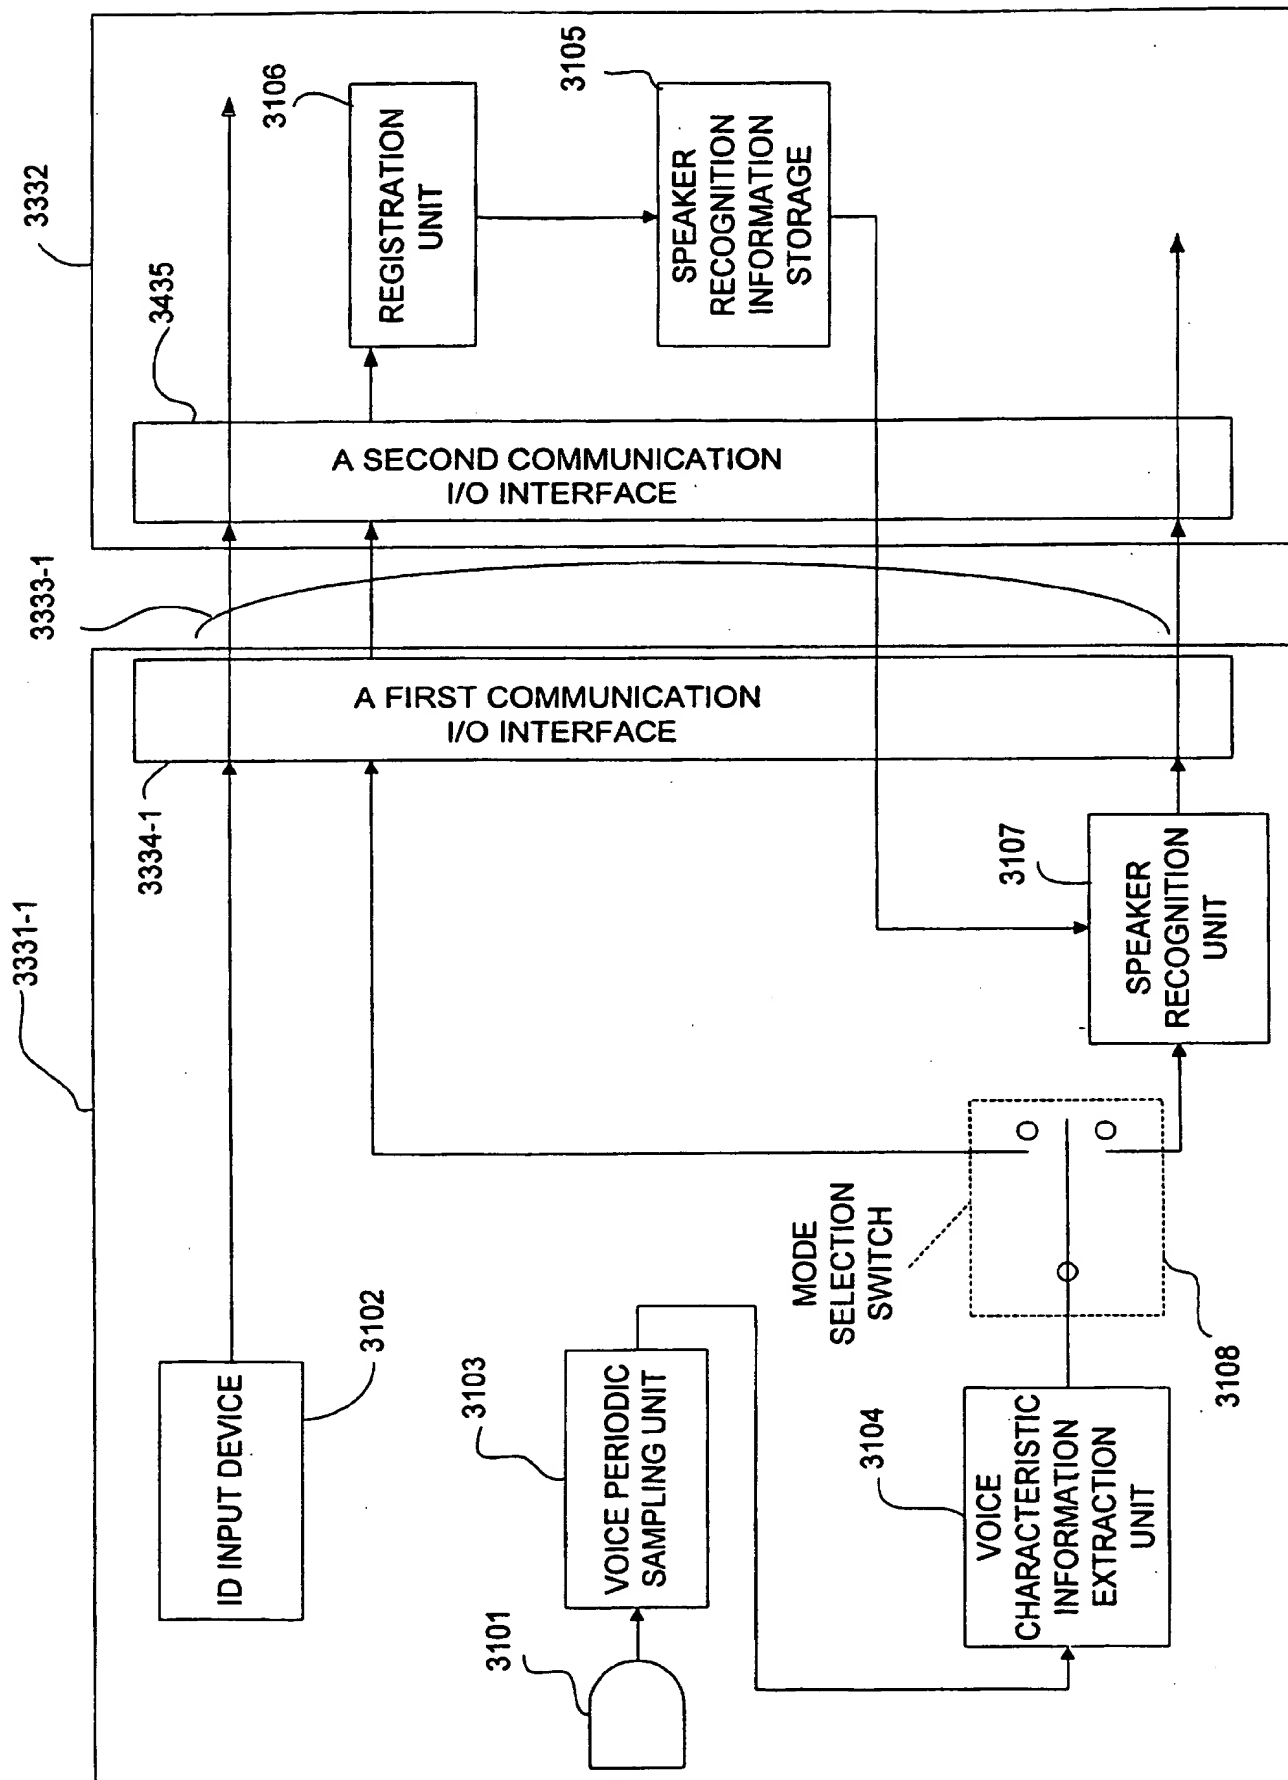 3331-1
3332
3334-1
3333-1
3435
ID INPUT DEVICE
3102
A FIRST COMMUNICATION
I/O INTERFACE
A SECOND COMMUNICATION
I/O INTERFACE
3106
REGISTRATION
UNIT
3101
3103
VOICE PERIODIC
SAMPLING UNIT
3105
SPEAKER
RECOGNITION
INFORMATION
STORAGE
MODE
SELECTION
SWITCH
3104
VOICE
CHARACTERISTIC
INFORMATION
EXTRACTION
UNIT
3108
3107
SPEAKER
RECOGNITION
UNIT